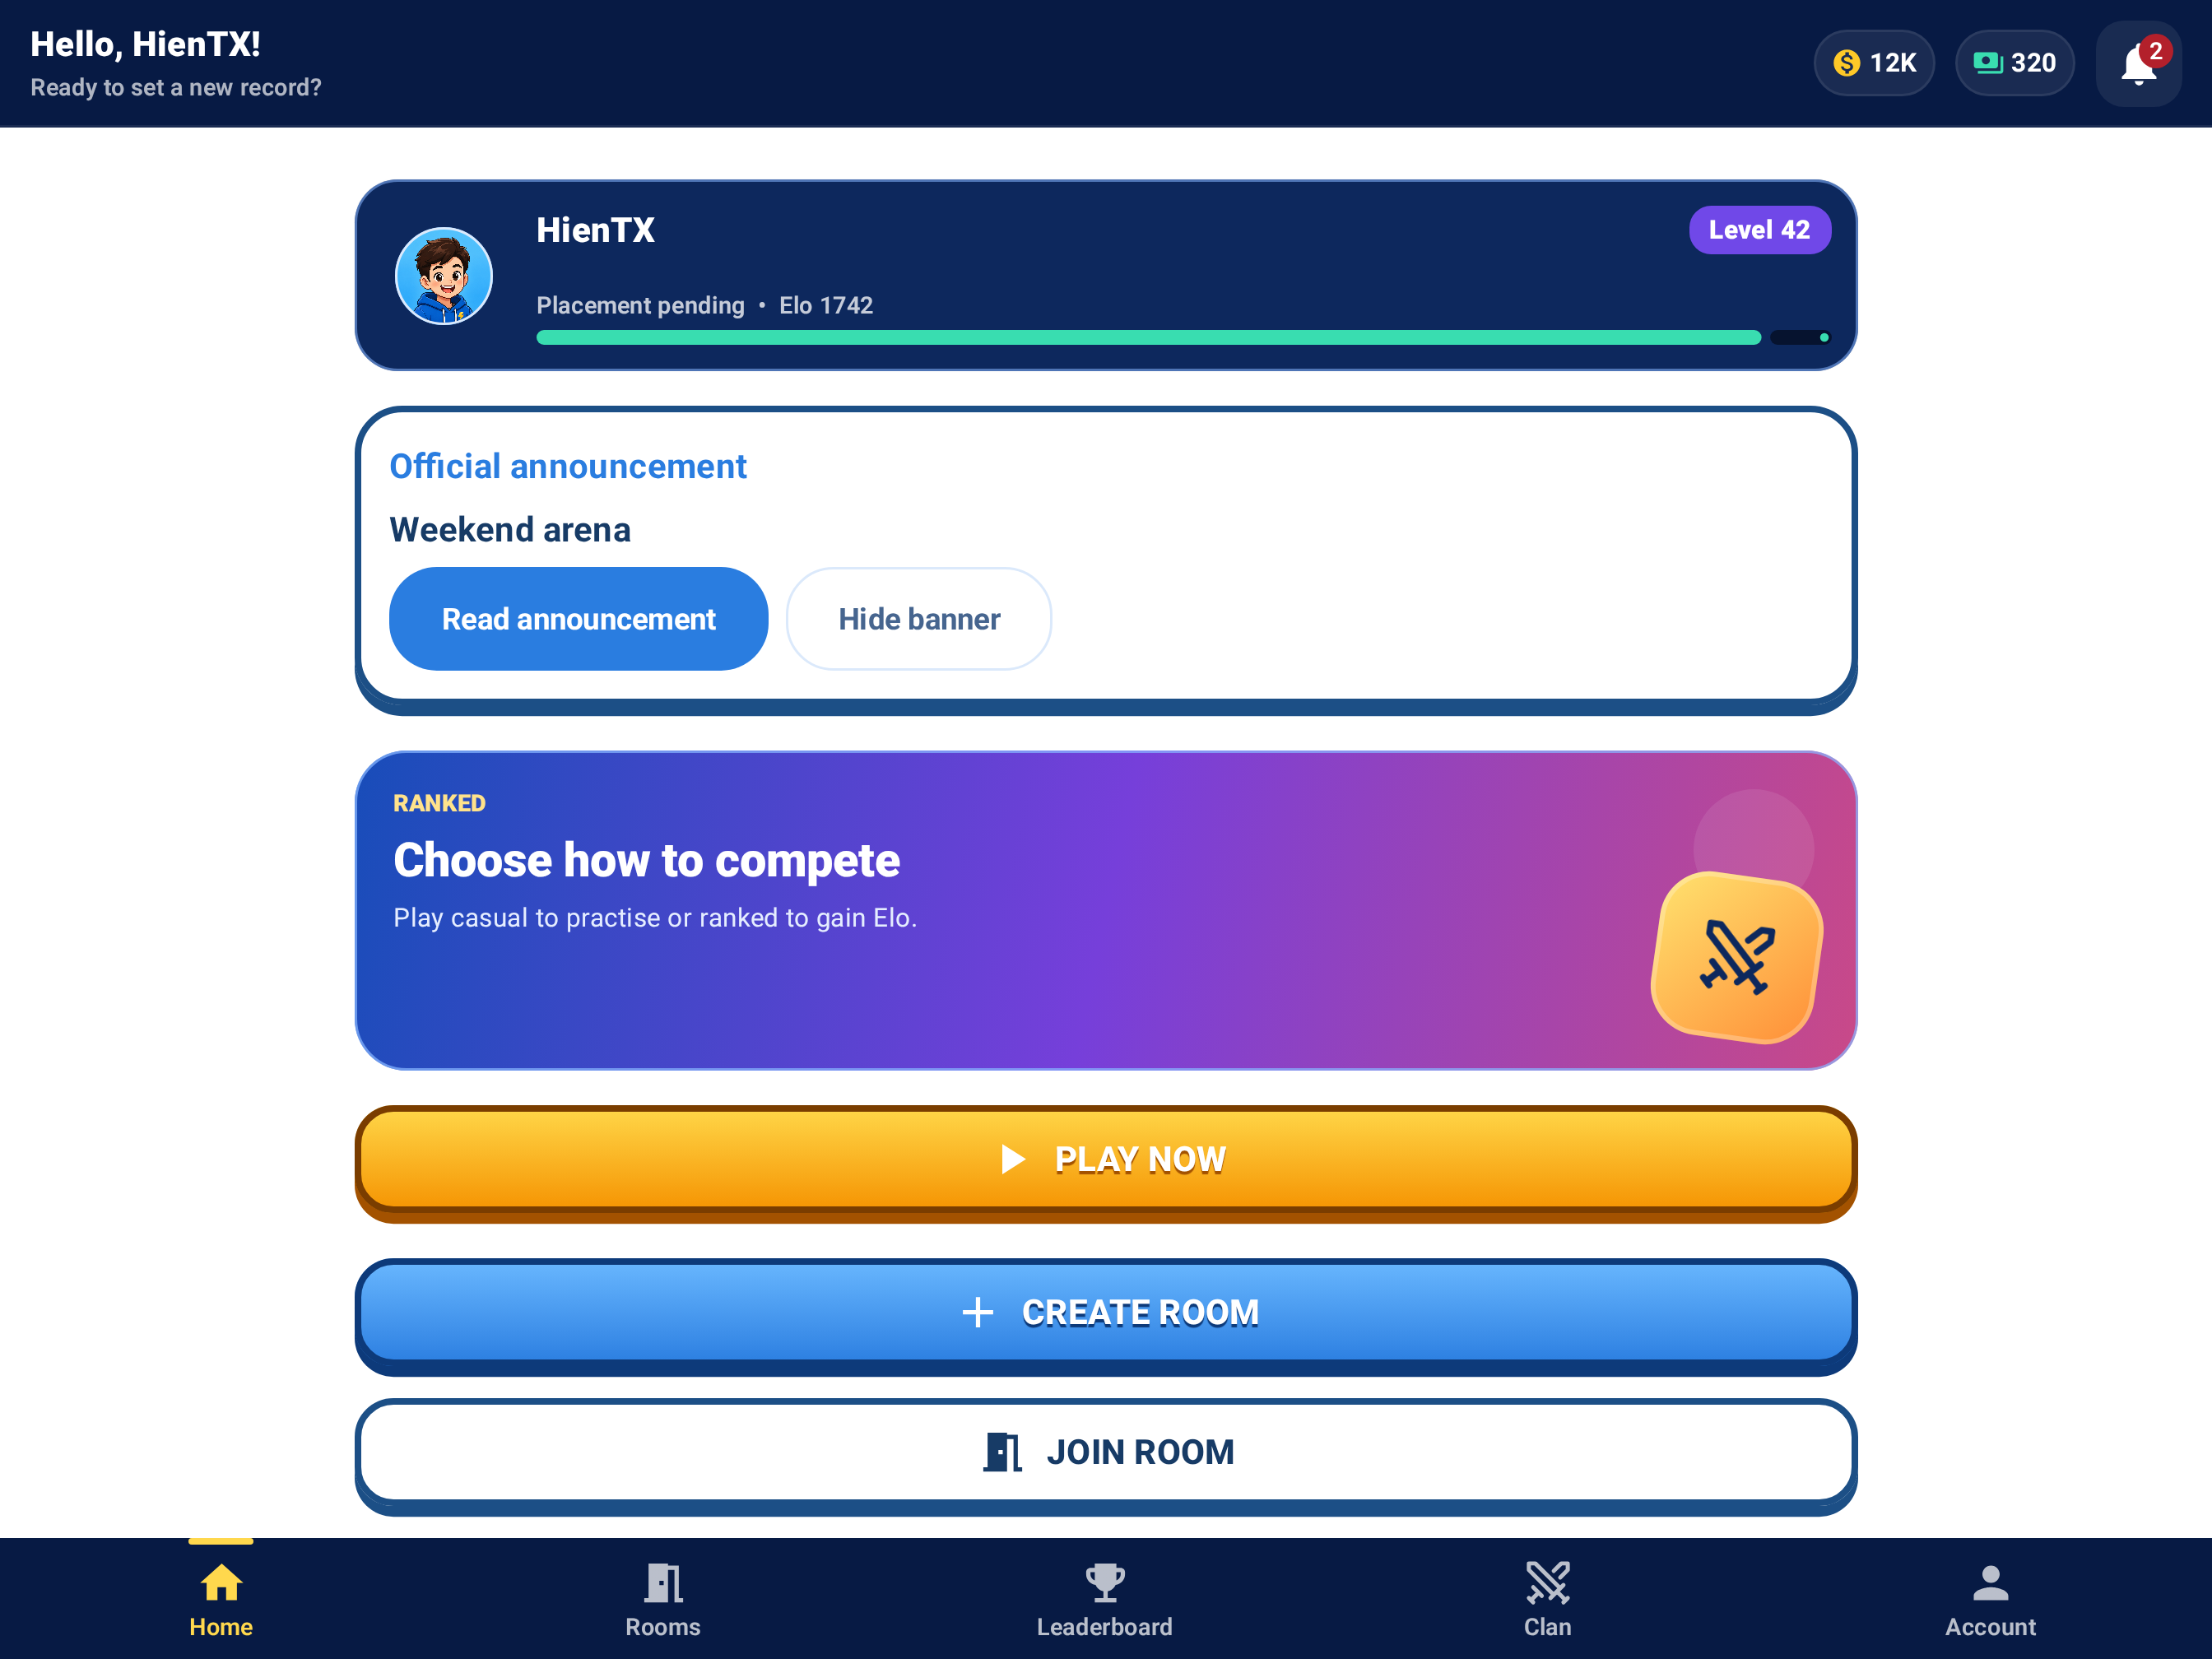 Hello, HienTX!
Ready to set a new record?
12K
320
2
HienTX
Level 42
Placement pending • Elo 1742
Official announcement
Weekend arena
Read announcement
Hide banner
RANKED
Choose how to compete
Play casual to practise or ranked to gain Elo.
PLAY NOW
CREATE ROOM
JOIN ROOM
Home
Rooms
Leaderboard
Clan
Account